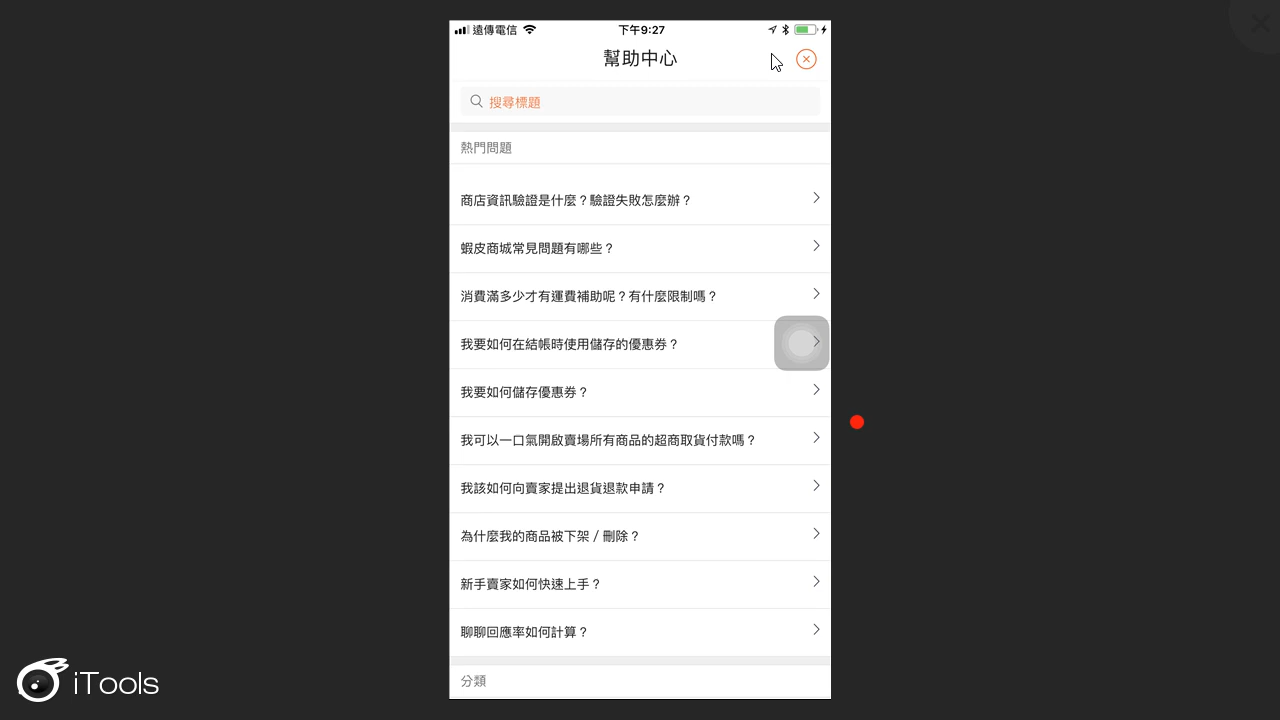 遠傳電信
下午9:27
幫助中心
搜尋標題
熱門問題
商店資訊驗證是什麼？驗證失敗怎麼辦？
蝦皮商城常見問題有哪些？
消費滿多少才有運費補助呢？有什麼限制嗎？
我要如何在結帳時使用儲存的優惠券？
我要如何儲存優惠券？
我可以一口氣開啟賣場所有商品的超商取貨付款嗎？
我該如何向賣家提出退貨退款申請？
為什麼我的商品被下架 / 刪除？
新手賣家如何快速上手？
聊聊回應率如何計算？
分類
iTools